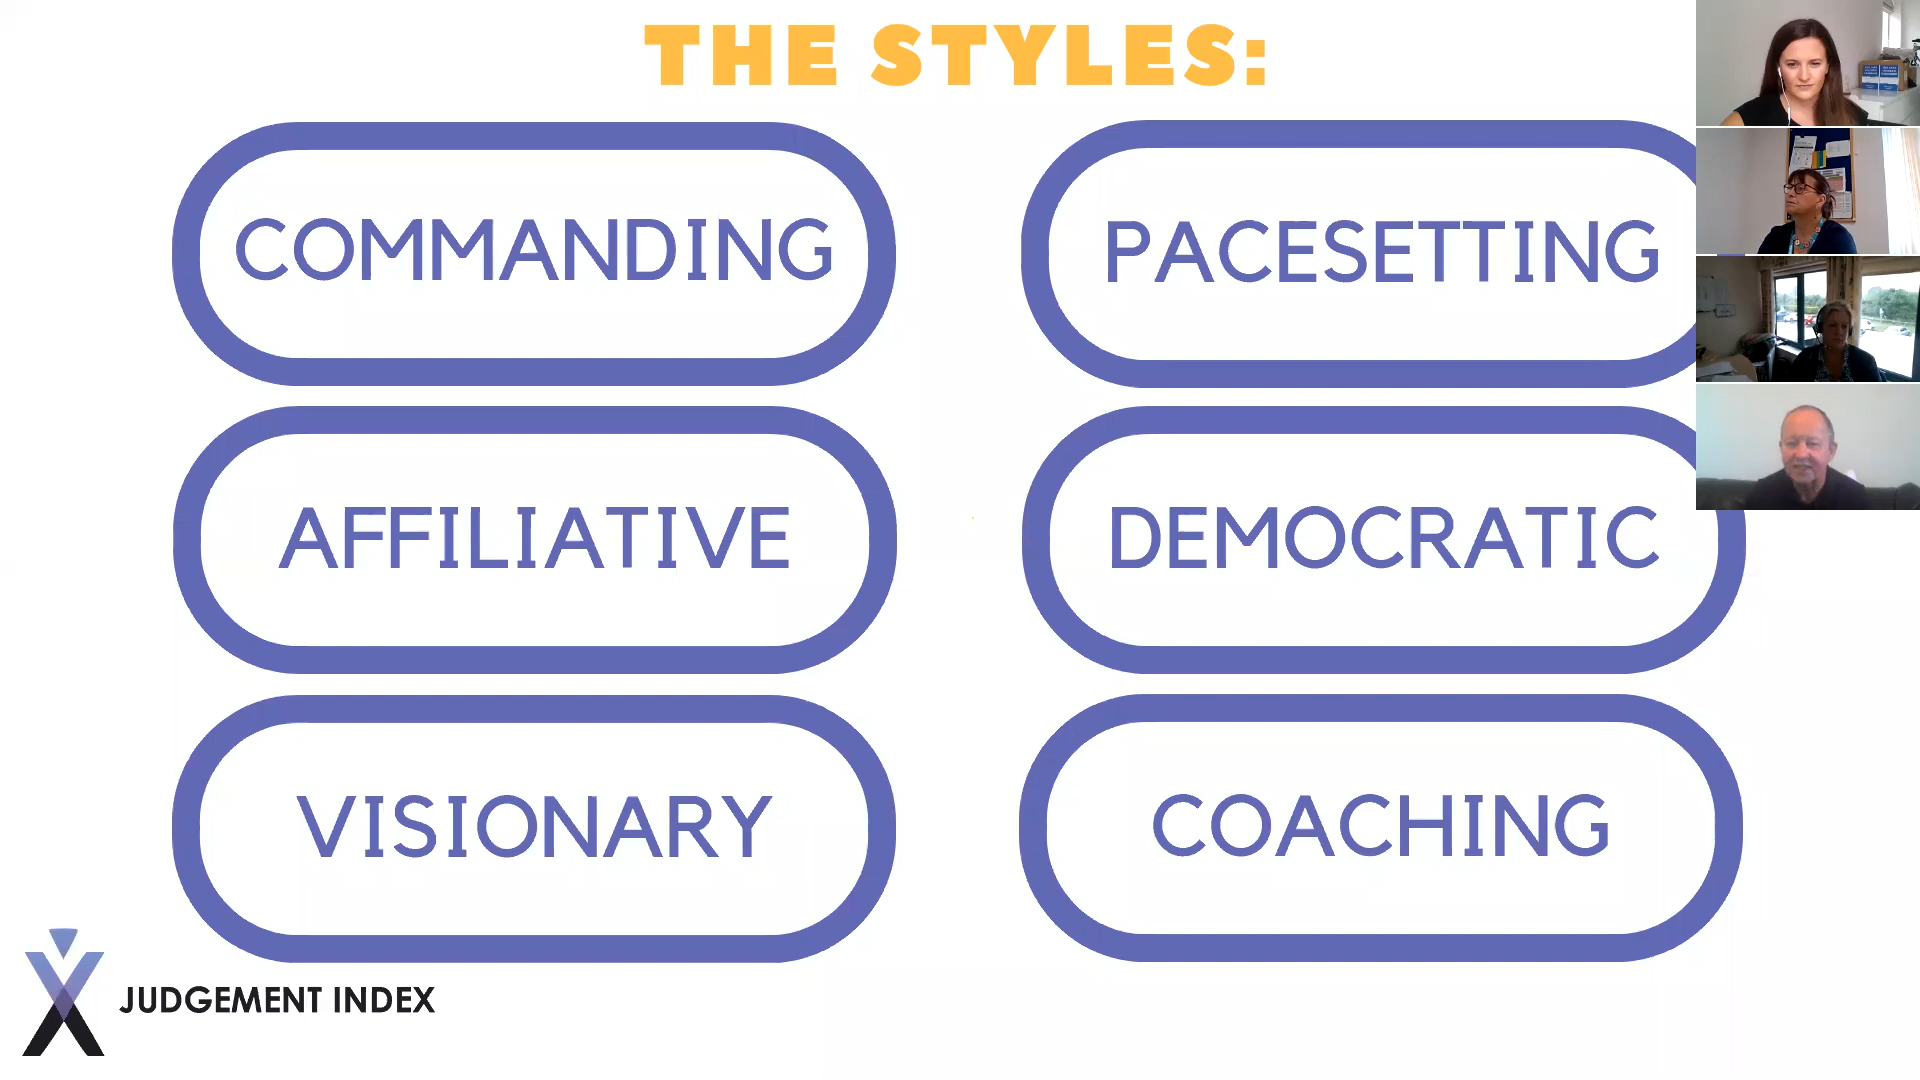 THE STYLES:
COMMANDING
PACESETTING
AFFILIATIVE
DEMOCRATIC
VISIONARY
COACHING
JUDGEMENT INDEX